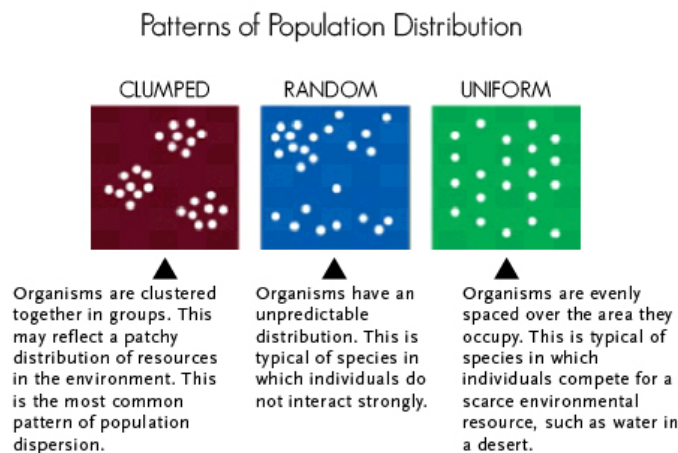 Patterns of Population Distribution
CLUMPED
RANDOM
UNIFORM
Organisms are clustered
together in groups. This
may reflect a patchy
distribution of resources
in the environment. This
is the most common
pattern of population
dispersion.
Organisms have an
unpredictable
distribution. This is
typical of species in
which individuals do
not interact strongly.
Organisms are evenly
spaced over the area they
occupy. This is typical of
species in which
individuals compete for a
scarce environmental
resource, such as water in
a desert.